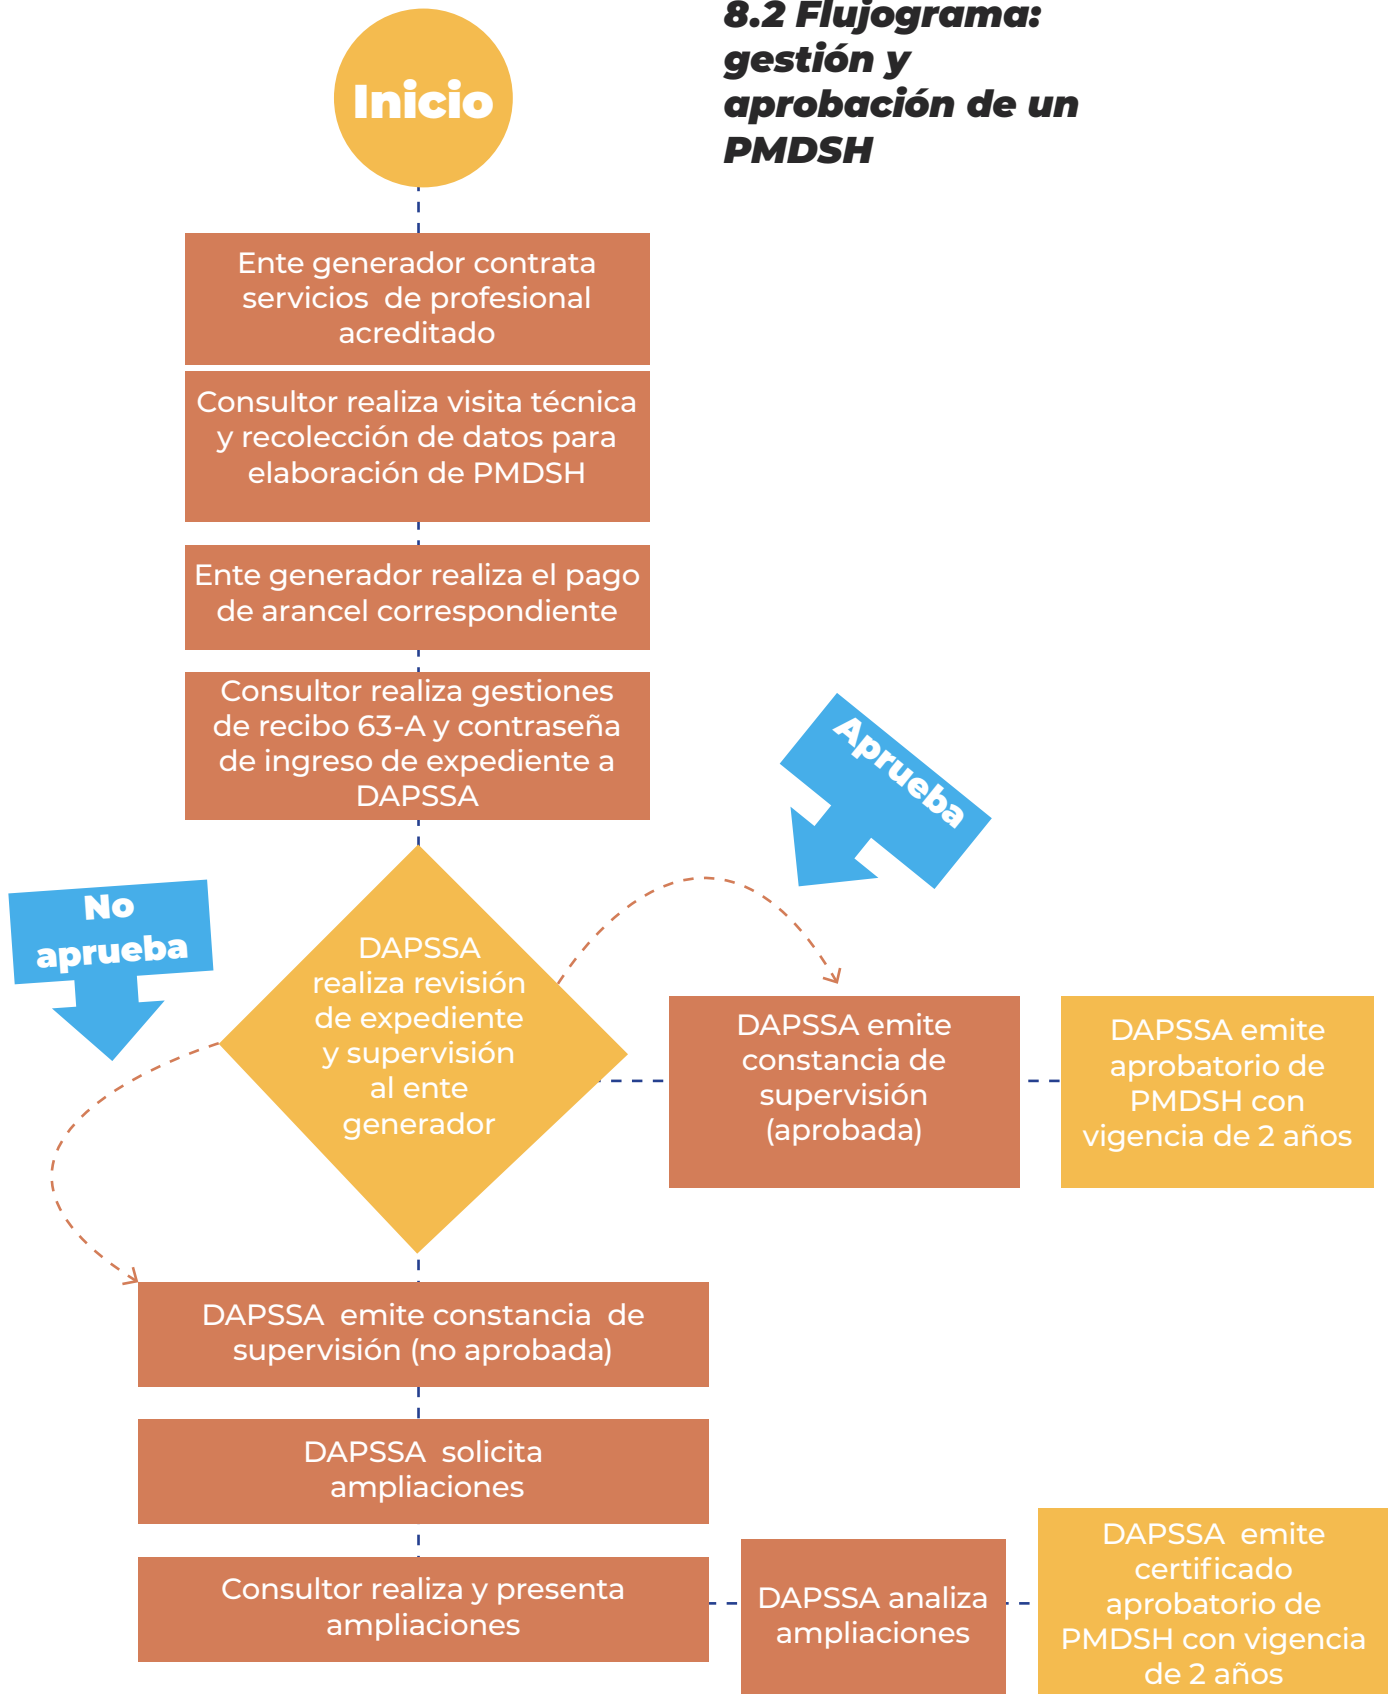 8.2 Flujograma:
gestión y
aprobación de un
PMDSH
Inicio
Ente generador contrata
servicios de profesional
acreditado
Consultor realiza visita técnica
y recolección de datos para
elaboración de PMDSH
Ente generador realiza el pago
de arancel correspondiente
Consultor realiza gestiones
de recibo 63-A y contraseña
de ingreso de expediente a
DAPSSA
Aprueba
No
aprueba
DAPSSA
realiza revisión
de expediente
y supervisión
al ente
generador
DAPSSA emite
constancia de
supervisión
(aprobada)
DAPSSA emite
aprobatorio de
PMDSH con
vigencia de 2 años
DAPSSA emite constancia de
supervisión (no aprobada)
DAPSSA solicita
ampliaciones
Consultor realiza y presenta
ampliaciones
DAPSSA analiza
ampliaciones
DAPSSA emite
certificado
aprobatorio de
PMDSH con vigencia
de 2 años